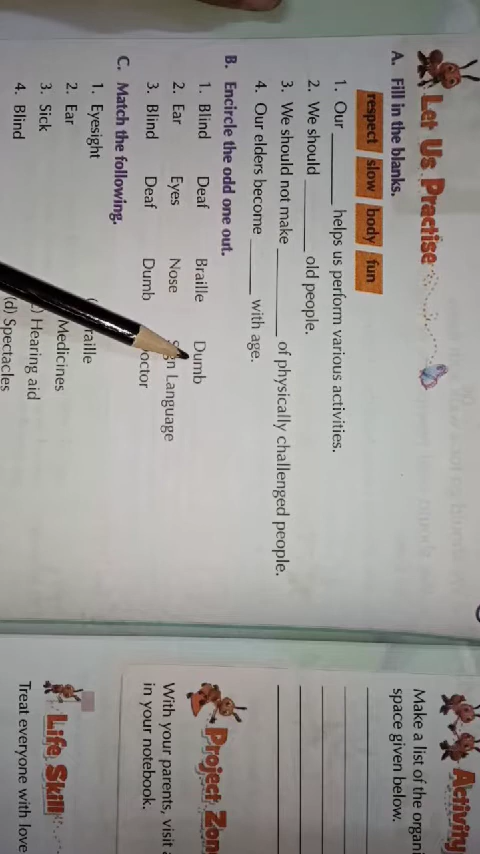 Let Us Practise
A. Fill in the blanks.
respect slow body fun
1. Our ________ helps us perform various activities.
2. We should ________ old people.
3. We should not make ________ of physically challenged people.
4. Our elders become ________ with age.
B. Encircle the odd one out.
1. Blind Deaf Braille Dumb
2. Ear Eyes Nose Language
3. Blind Deaf Dumb
C. Match the following.
1. Eyesight
2. Ear Medicines
3. Sick Hearing aid
4. Blind (d) Spectacles
Activity
Make a list of the
space given below.
Project
With your parents, visit
in your notebook.
Life Skill
Treat everyone with love